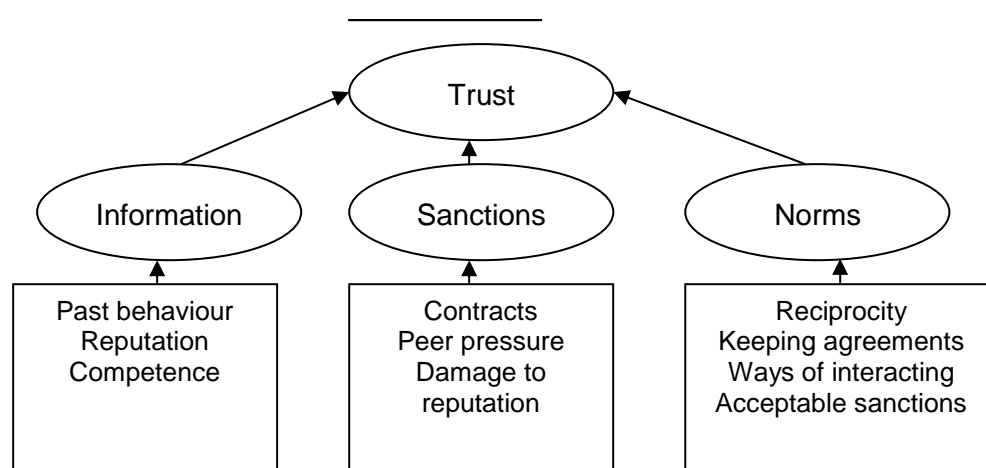 Trust
Information
Sanctions
Norms
Past behaviour
Reputation
Competence
Contracts
Peer pressure
Damage to
reputation
Reciprocity
Keeping agreements
Ways of interacting
Acceptable sanctions